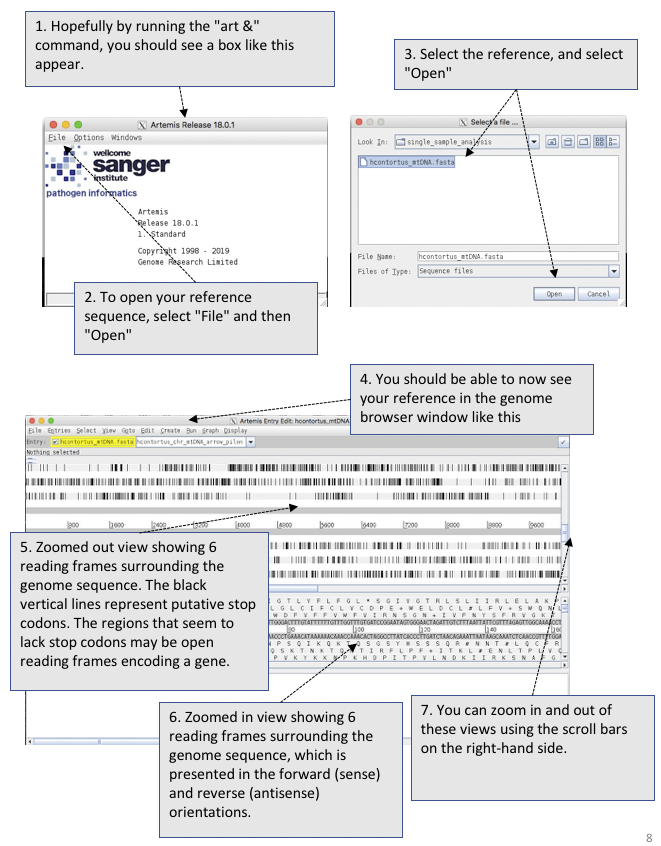 1. Hopefully by running the "art &"
command, you should see a box like this
appear.
3. Select the reference, and select
"Open"
Artemis Release 18.0.1
File Options Windows
wellcome
sanger
institute
pathogen informatics
Artemis
Release 18.0.1
1. Standard
Copyright 1998 - 2019
Genome Research Limited
Select a file ...
Look In: single_sample_analysis
hcontortus_mtDNA.fasta
File Name: hcontortus_mtDNA.fasta
Files of Type: Sequence files
Open Cancel
2. To open your reference
sequence, select "File" and then
"Open"
4. You should be able to now see
your reference in the genome
browser window like this
Artemis Entry Edit: hcontortus_mtDNA
File Entries Select View Goto Edit Create Run Graph Display
Entry: hcontortus_mtDNA.fasta hcontortus_chr_mtDNA_arrow_pilon
Nothing selected
800 1600 2400 3200 4000 4800 5600 6400 7200 8000 8800 9600
5. Zoomed out view showing 6
reading frames surrounding the
genome sequence. The black
vertical lines represent putative stop
codons. The regions that seem to
lack stop codons may be open
reading frames encoding a gene.
80 100 120 140
6. Zoomed in view showing 6
reading frames surrounding the
genome sequence, which is
presented in the forward (sense)
and reverse (antisense)
orientations.
7. You can zoom in and out of
these views using the scroll bars
on the right-hand side.
8